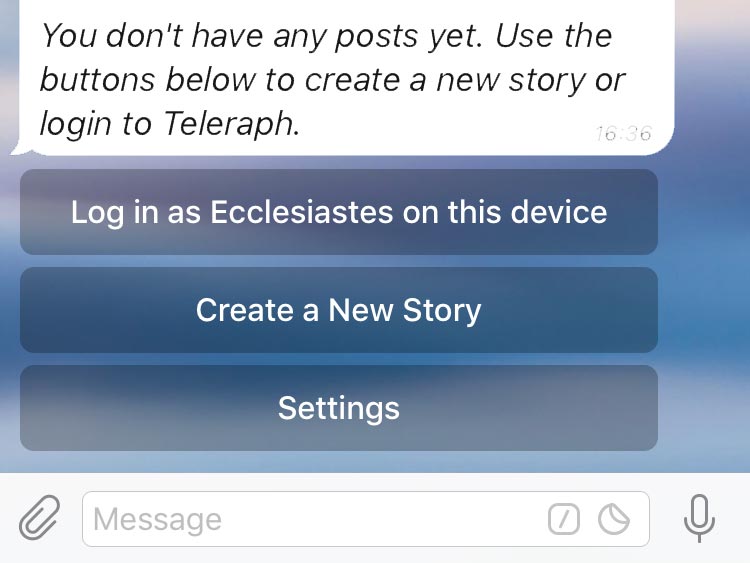 You don't have any posts yet. Use the
buttons below to create a new story or
login to Teleraph.
16:36
Log in as Ecclesiastes on this device
Create a New Story
Settings
Message